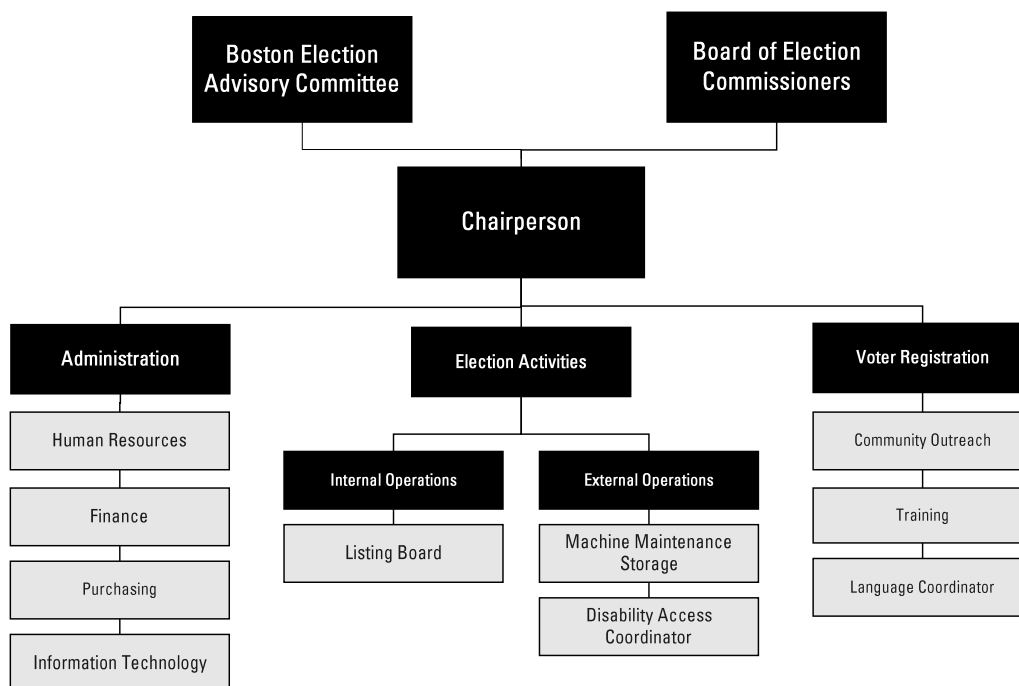 Boston Election
Advisory Committee
Board of Election
Commissioners
Chairperson
Administration
Election Activities
Voter Registration
Human Resources
Finance
Purchasing
Information Technology
Internal Operations
Listing Board
External Operations
Machine Maintenance
Storage
Disability Access
Coordinator
Community Outreach
Training
Language Coordinator